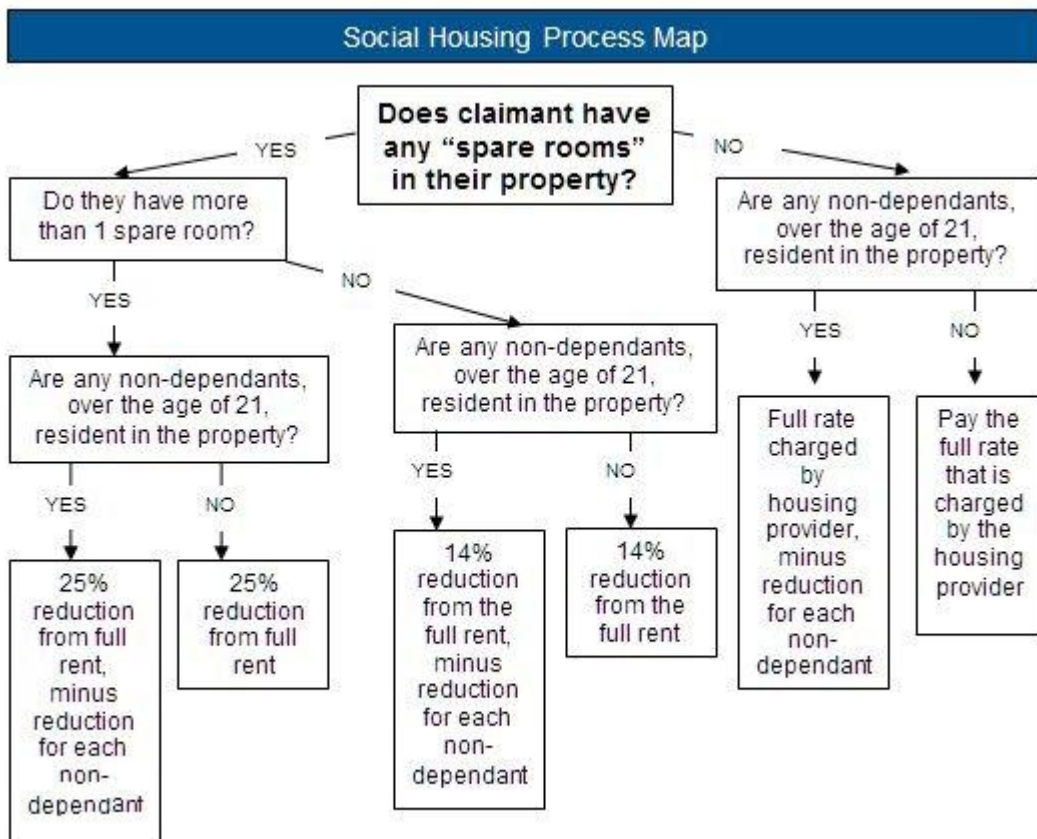 Social Housing Process Map
Does claimant have
any “spare rooms”
in their property?
YES
NO
Do they have more
than 1 spare room?
Are any non-dependants,
over the age of 21,
resident in the property?
YES
NO
YES
NO
Are any non-dependants,
over the age of 21,
resident in the property?
Are any non-dependants,
over the age of 21,
resident in the property?
Full rate
charged
by
housing
provider,
minus
reduction
for each
non-
dependant
Pay the
full rate
that is
charged
by the
housing
provider
YES
NO
YES
NO
25%
reduction
from full
rent,
minus
reduction
for each
non-
dependant
25%
reduction
from full
rent
14%
reduction
from the
full rent,
minus
reduction
for each
non-
dependant
14%
reduction
from the
full rent